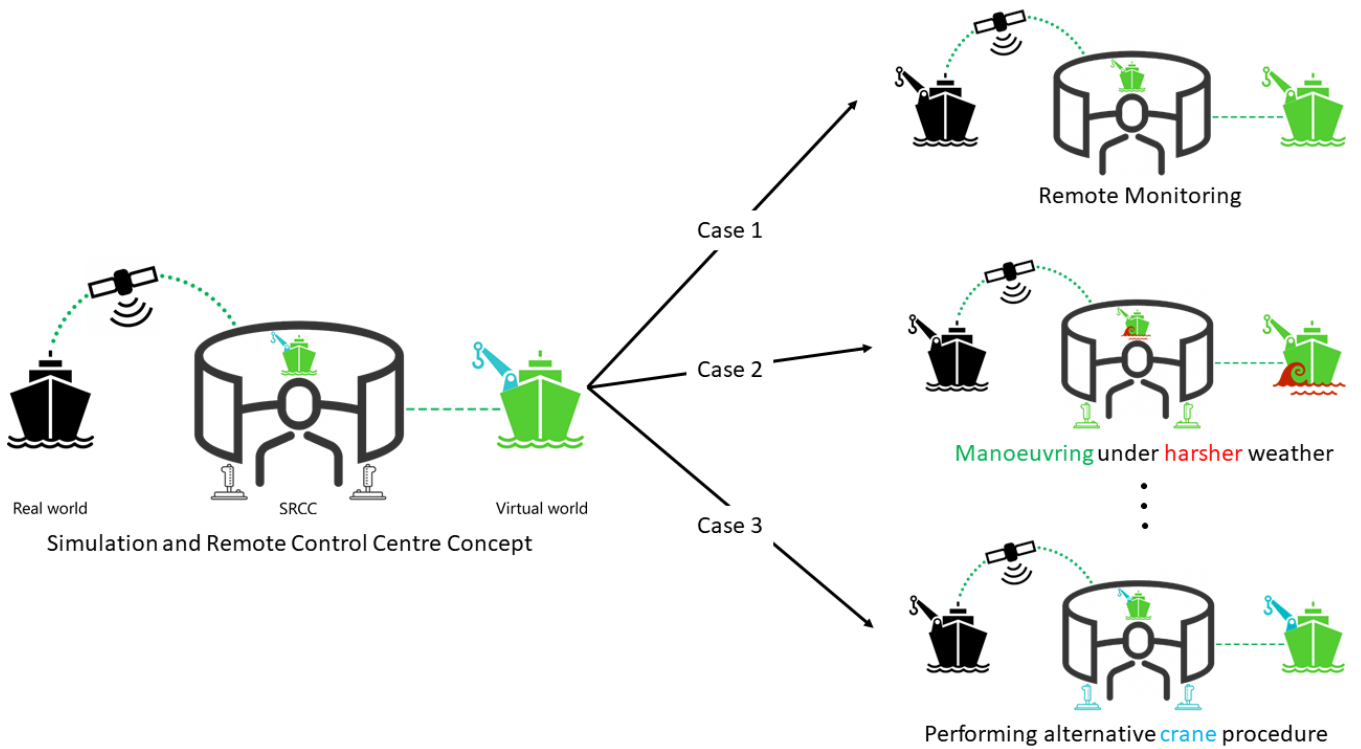 Real world
SRCC
Virtual world
Simulation and Remote Control Centre Concept
Case 1
Case 2
Case 3
Remote Monitoring
Manoeuvring under harsher weather
Performing alternative crane procedure